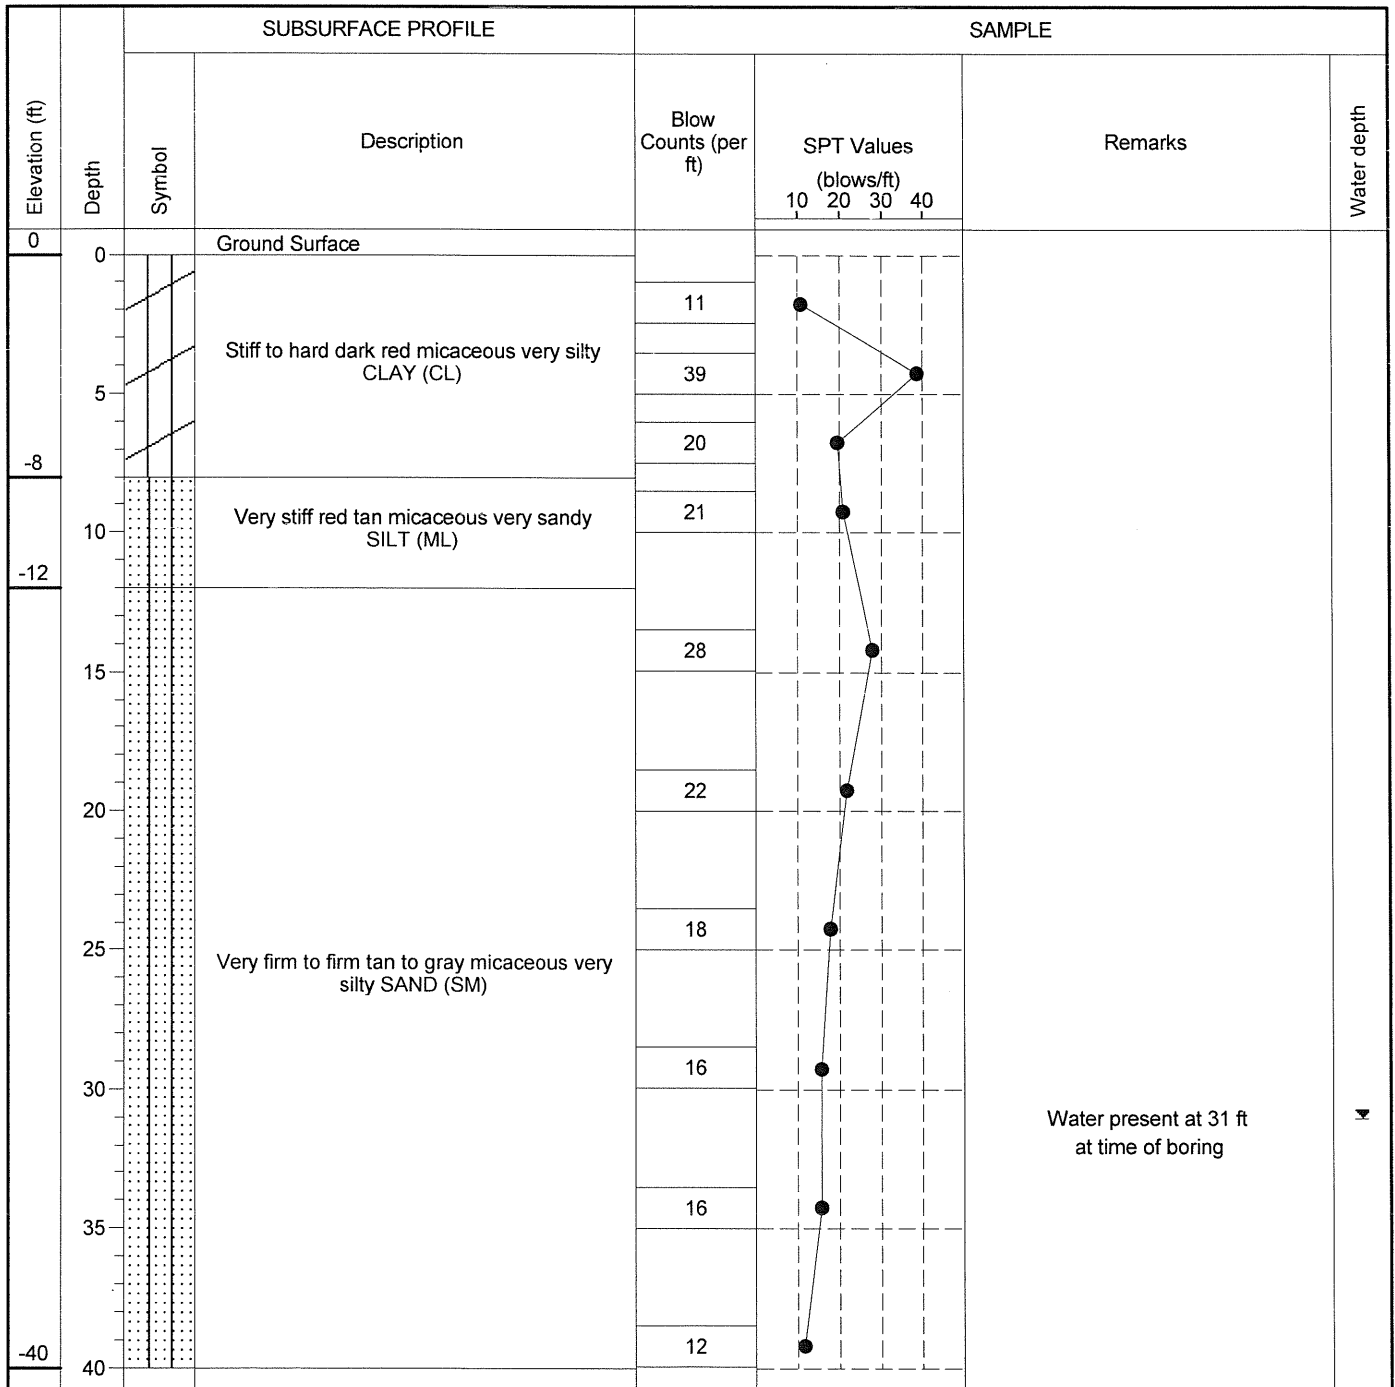 SUBSURFACE PROFILE
SAMPLE
Elevation (ft)
Depth
Symbol
Description
Blow
Counts (per
ft)
SPT Values
(blows/ft)
10 20 30 40
Remarks
Water depth
0
Ground Surface
0
11
Stiff to hard dark red micaceous very silty
CLAY (CL)
39
5
20
-8
Very stiff red tan micaceous very sandy
SILT (ML)
21
10
-12
28
15
22
20
18
25
Very firm to firm tan to gray micaceous very
silty SAND (SM)
16
30
Water present at 31 ft
at time of boring
16
35
12
-40
40